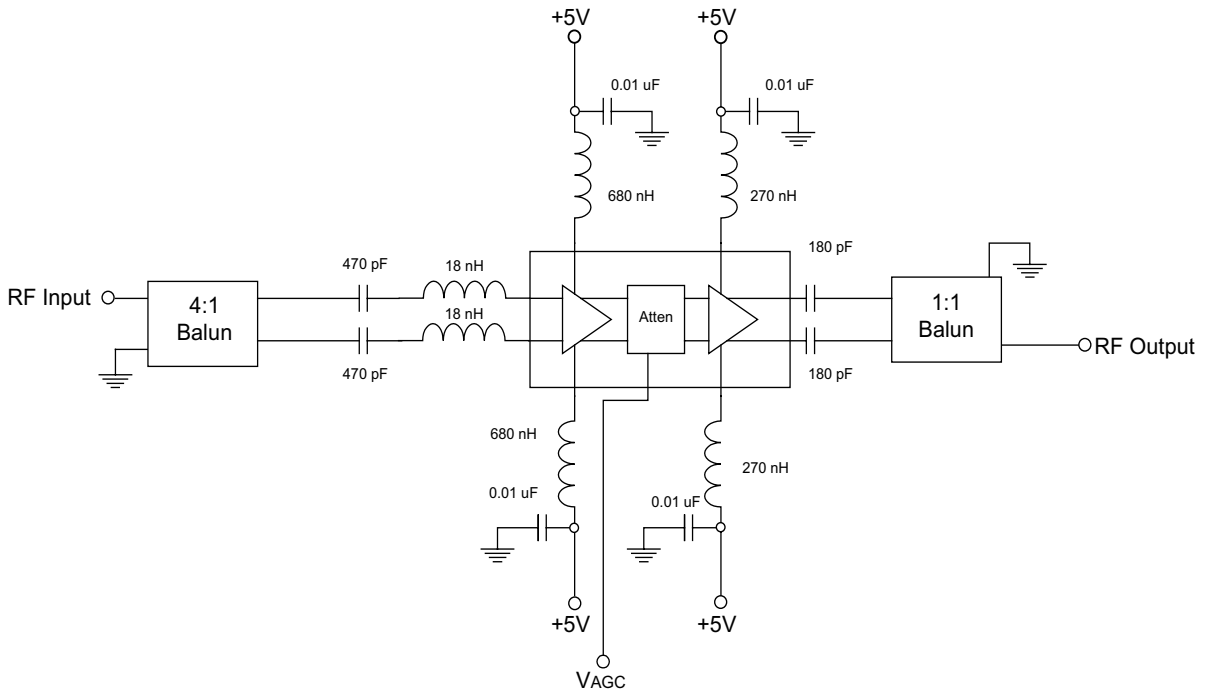 +5V
+5V
0.01 uF
0.01 uF
680 nH
270 nH
180 pF
470 pF
18 nH
RF Input
4:1
Balun
18 nH
Atten
1:1
Balun
RF Output
470 pF
180 pF
680 nH
270 nH
0.01 uF
0.01 uF
+5V
+5V
VAGC